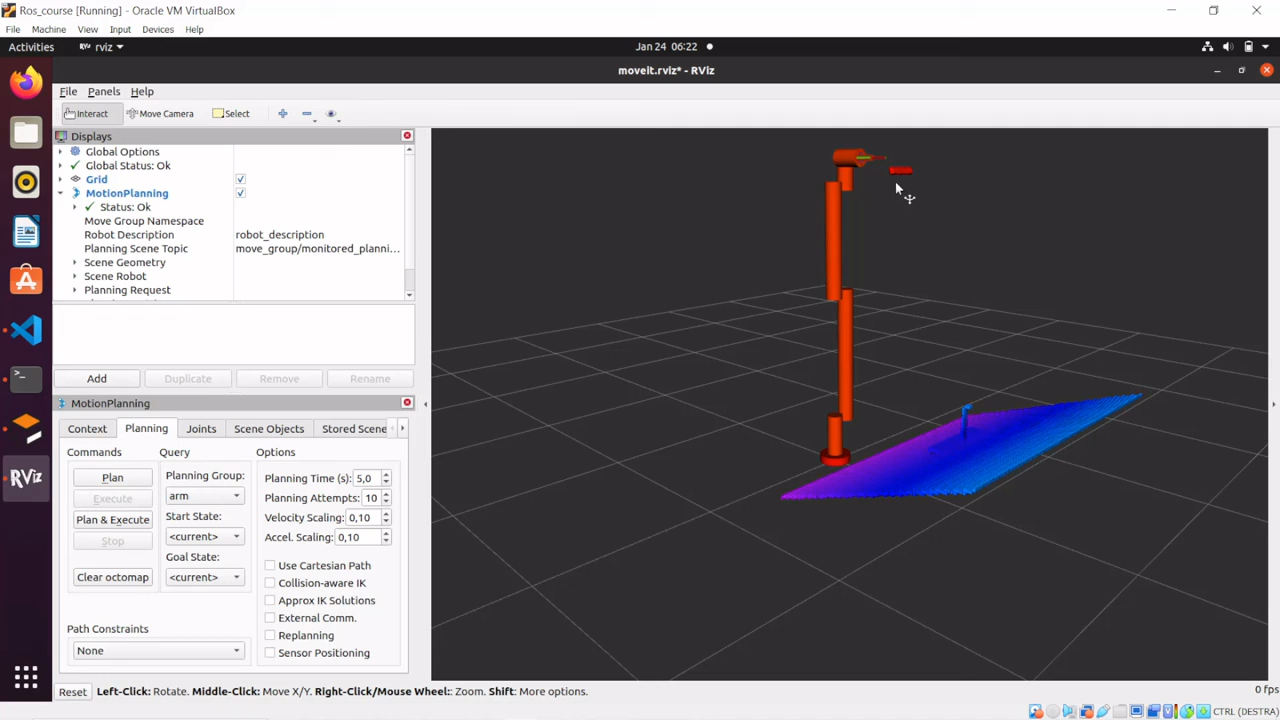 Ros_course [Running] - Oracle VM VirtualBox
File Machine View Input Devices Help
Activities rviz Jan 24 06:22
moveit.rviz* - RViz
File Panels Help
Interact Move Camera Select
Displays
Global Options
Global Status: Ok
Grid
MotionPlanning
Status: Ok
Move Group Namespace
Robot Description robot_description
Planning Scene Topic move_group/monitored_planni...
Scene Geometry
Scene Robot
Planning Request
Add Duplicate Remove Rename
MotionPlanning
Context Planning Joints Scene Objects Stored Scene
Commands Query Options
Plan Planning Group: Planning Time (s): 5,0
Execute arm Planning Attempts: 10
Plan & Execute Start State: Velocity Scaling: 0,10
Stop <current> Accel. Scaling: 0,10
Goal State: Use Cartesian Path
Clear octomap <current> Collision-aware IK
Approx IK Solutions
External Comm.
Path Constraints Replanning
None Sensor Positioning
RViz
Reset Left-Click: Rotate. Middle-Click: Move X/Y. Right-Click/Mouse Wheel:: Zoom. Shift: More options. 0 fps
CTRL (DESTRA)